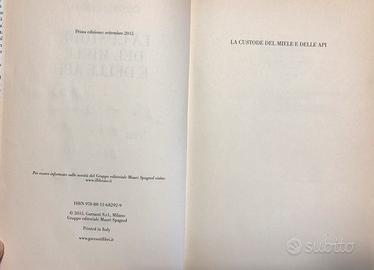 Prima edizione: settembre 2015
Per essere informato sulle novità del Gruppo editoriale Mauri Spagnol visita:
www.illibraio.it
ISBN 978-88-11-68292-9
© 2015, Garzanti S.r.l., Milano
Gruppo editoriale Mauri Spagnol
Printed in Italy
www.garzantilibri.it
LA CUSTODE DEL MIELE E DELLE API
subito